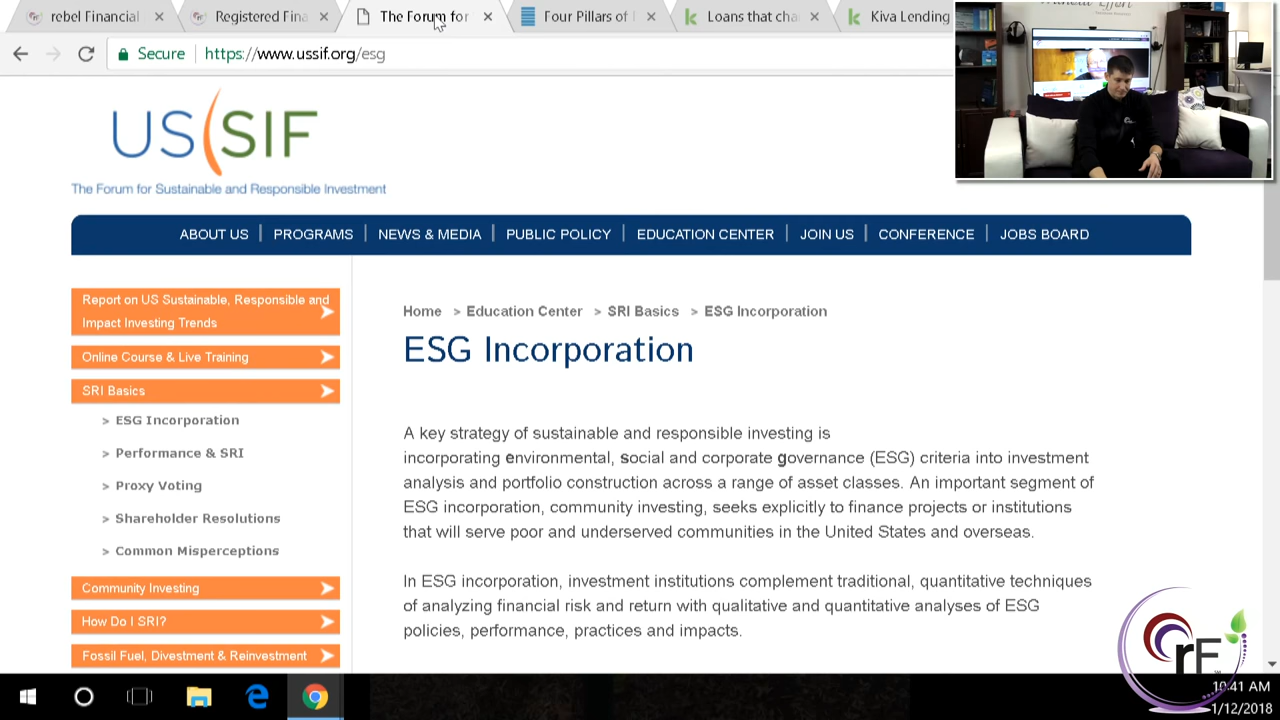 rebel Financial
Registered Fina
The Forum for
Four Pillars of
Loans that cha
Kiva Lending
Secure
https://www.ussif.org/esg
US SIF
The Forum for Sustainable and Responsible Investment
ABOUT US
PROGRAMS
NEWS & MEDIA
PUBLIC POLICY
EDUCATION CENTER
JOIN US
CONFERENCE
JOBS BOARD
Report on US Sustainable, Responsible and
Impact Investing Trends
Online Course & Live Training
SRI Basics
> ESG Incorporation
> Performance & SRI
> Proxy Voting
> Shareholder Resolutions
> Common Misperceptions
Community Investing
How Do I SRI?
Fossil Fuel, Divestment & Reinvestment
Home > Education Center > SRI Basics > ESG Incorporation
ESG Incorporation
A key strategy of sustainable and responsible investing is
incorporating environmental, social and corporate governance (ESG) criteria into investment
analysis and portfolio construction across a range of asset classes. An important segment of
ESG incorporation, community investing, seeks explicitly to finance projects or institutions
that will serve poor and underserved communities in the United States and overseas.
In ESG incorporation, investment institutions complement traditional, quantitative techniques
of analyzing financial risk and return with qualitative and quantitative analyses of ESG
policies, performance, practices and impacts.
rF
10:41 AM
1/12/2018